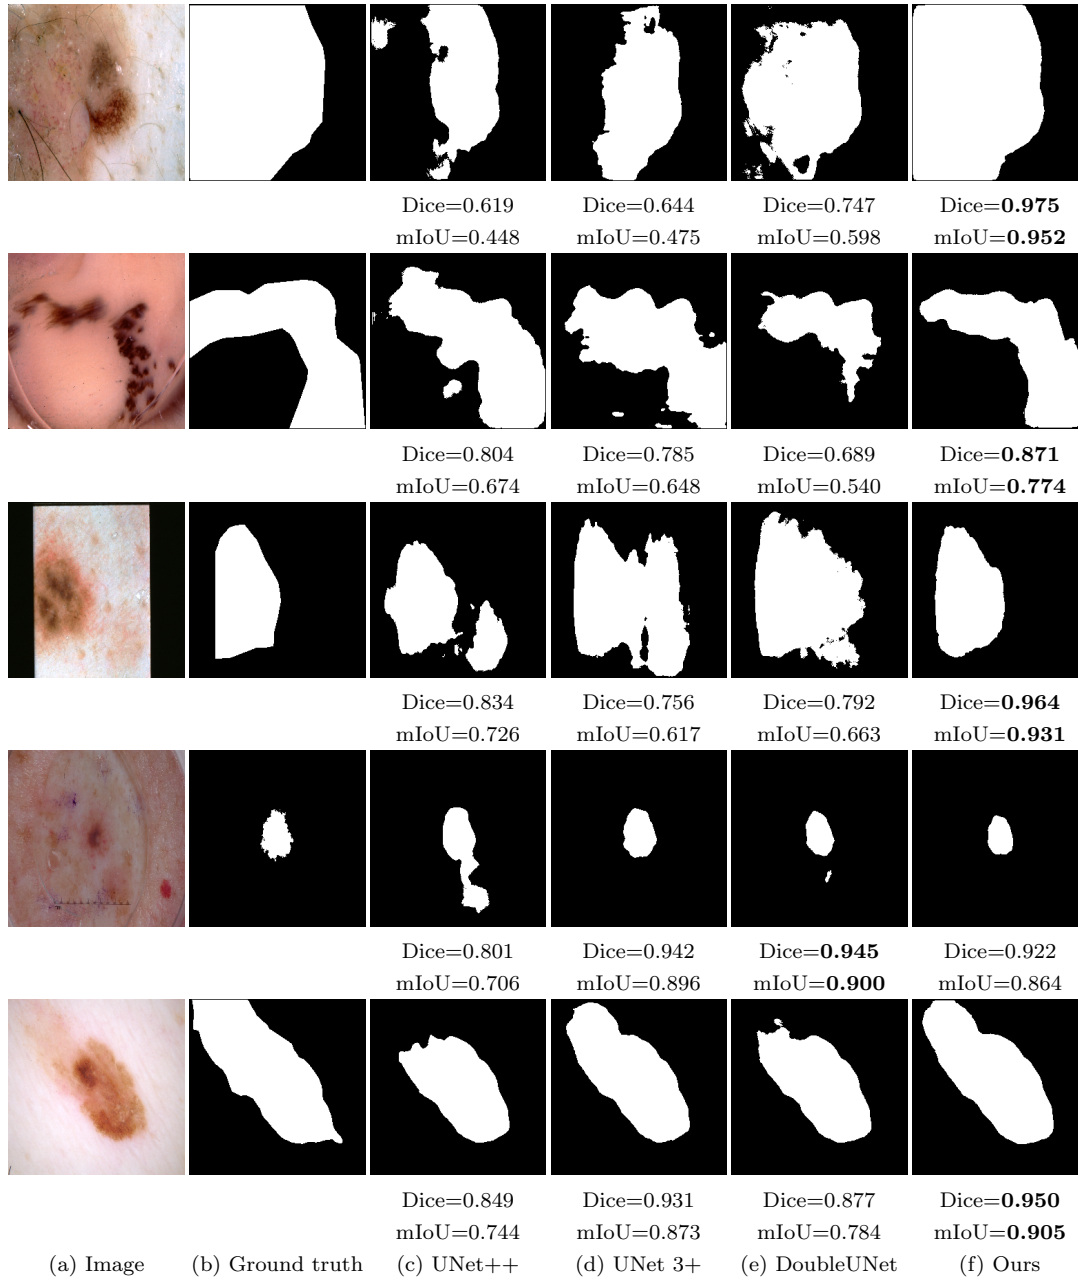 Dice=0.619 Dice=0.644 Dice=0.747 Dice=0.975
mIoU=0.448 mIoU=0.475 mIoU=0.598 mIoU=0.952
Dice=0.804 Dice=0.785 Dice=0.689 Dice=0.871
mIoU=0.674 mIoU=0.648 mIoU=0.540 mIoU=0.774
Dice=0.834 Dice=0.756 Dice=0.792 Dice=0.964
mIoU=0.726 mIoU=0.617 mIoU=0.663 mIoU=0.931
Dice=0.801 Dice=0.942 Dice=0.945 Dice=0.922
mIoU=0.706 mIoU=0.896 mIoU=0.900 mIoU=0.864
Dice=0.849 Dice=0.931 Dice=0.877 Dice=0.950
mIoU=0.744 mIoU=0.873 mIoU=0.784 mIoU=0.905
(a) Image (b) Ground truth (c) UNet++ (d) UNet 3+ (e) DoubleUNet (f) Ours